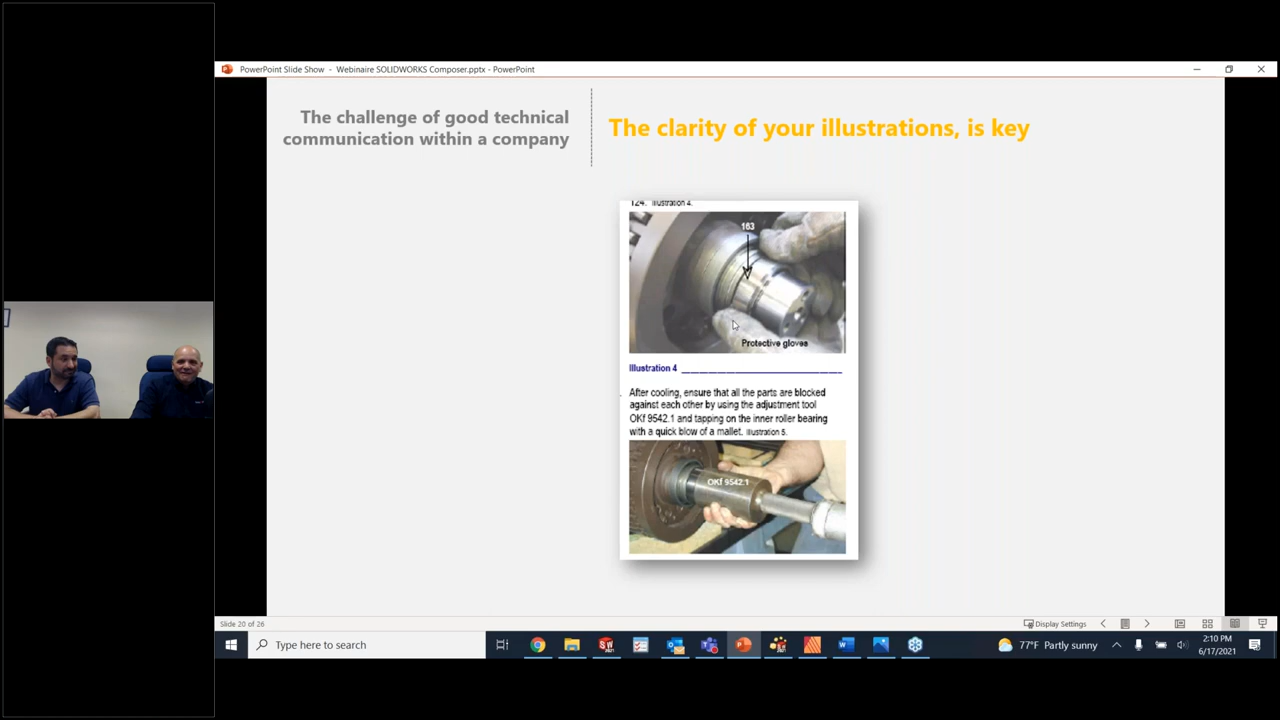 PowerPoint Slide Show - Webinaire SOLIDWORKS Composer.pptx - PowerPoint
The challenge of good technical
communication within a company
The clarity of your illustrations, is key
124. Illustration 4.
163
Protective gloves
Illustration 4
After cooling, ensure that all the parts are blocked
against each other by using the adjustment tool
OKf 9542.1 and tapping on the inner roller bearing
with a quick blow of a mallet. Illustration 5.
OKf 9542.1
Slide 20 of 26
Display Settings
Type here to search
77°F Partly sunny
2:10 PM
6/17/2021